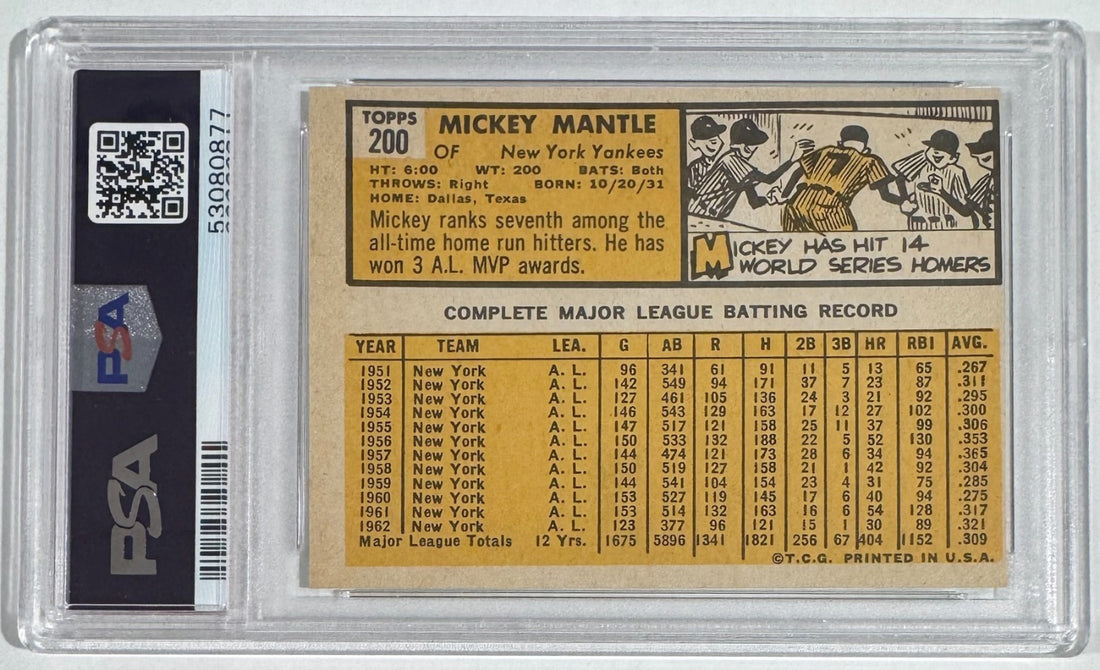 53080877
PSA
PSA
TOPPS
200
MICKEY MANTLE
OF New York Yankees
HT: 6:00 WT: 200 BATS: Both
THROWS: Right BORN: 10/20/31
HOME: Dallas, Texas
Mickey ranks seventh among the
all-time home run hitters. He has
won 3 A.L. MVP awards.
7
MICKEY HAS HIT 14
WORLD SERIES HOMERS
COMPLETE MAJOR LEAGUE BATTING RECORD
YEAR TEAM LEA. G AB R H 2B 3B HR RBI AVG.
1951 New York A. L. 96 341 61 91 11 5 13 65 .267
1952 New York A. L. 142 549 94 171 37 7 23 87 .311
1953 New York A. L. 127 461 105 136 24 3 21 92 .295
1954 New York A. L. 146 543 129 163 17 12 27 102 .300
1955 New York A. L. 147 517 121 158 25 11 37 99 .306
1956 New York A. L. 150 533 132 188 22 5 52 130 .353
1957 New York A. L. 144 474 121 173 28 6 34 94 .365
1958 New York A. L. 150 519 127 158 21 1 42 92 .304
1959 New York A. L. 144 541 104 154 23 4 31 75 .285
1960 New York A. L. 153 527 119 145 17 6 40 94 .275
1961 New York A. L. 153 514 132 163 16 6 54 128 .317
1962 New York A. L. 123 377 96 121 15 1 30 89 .321
Major League Totals 12 Yrs. 1675 5896 1341 1821 256 67 404 1152 .309
©T.C.G. PRINTED IN U.S.A.